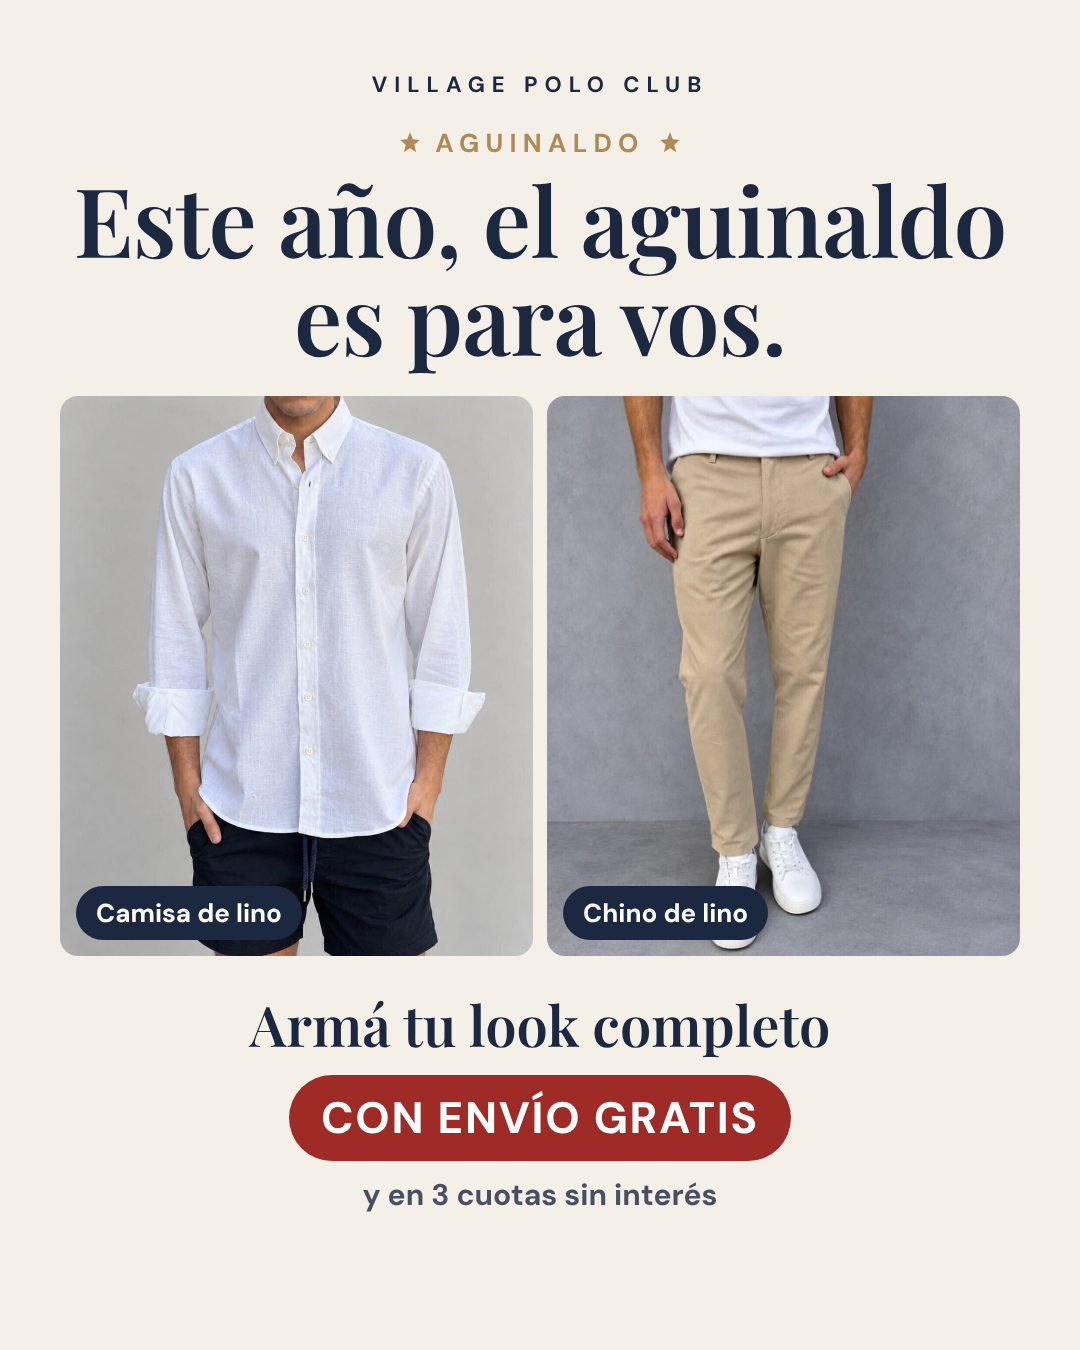 VILLAGE POLO CLUB
★ AGUINALDO ★
Este año, el aguinaldo
es para vos.
Camisa de lino
Chino de lino
Armá tu look completo
CON ENVÍO GRATIS
y en 3 cuotas sin interés